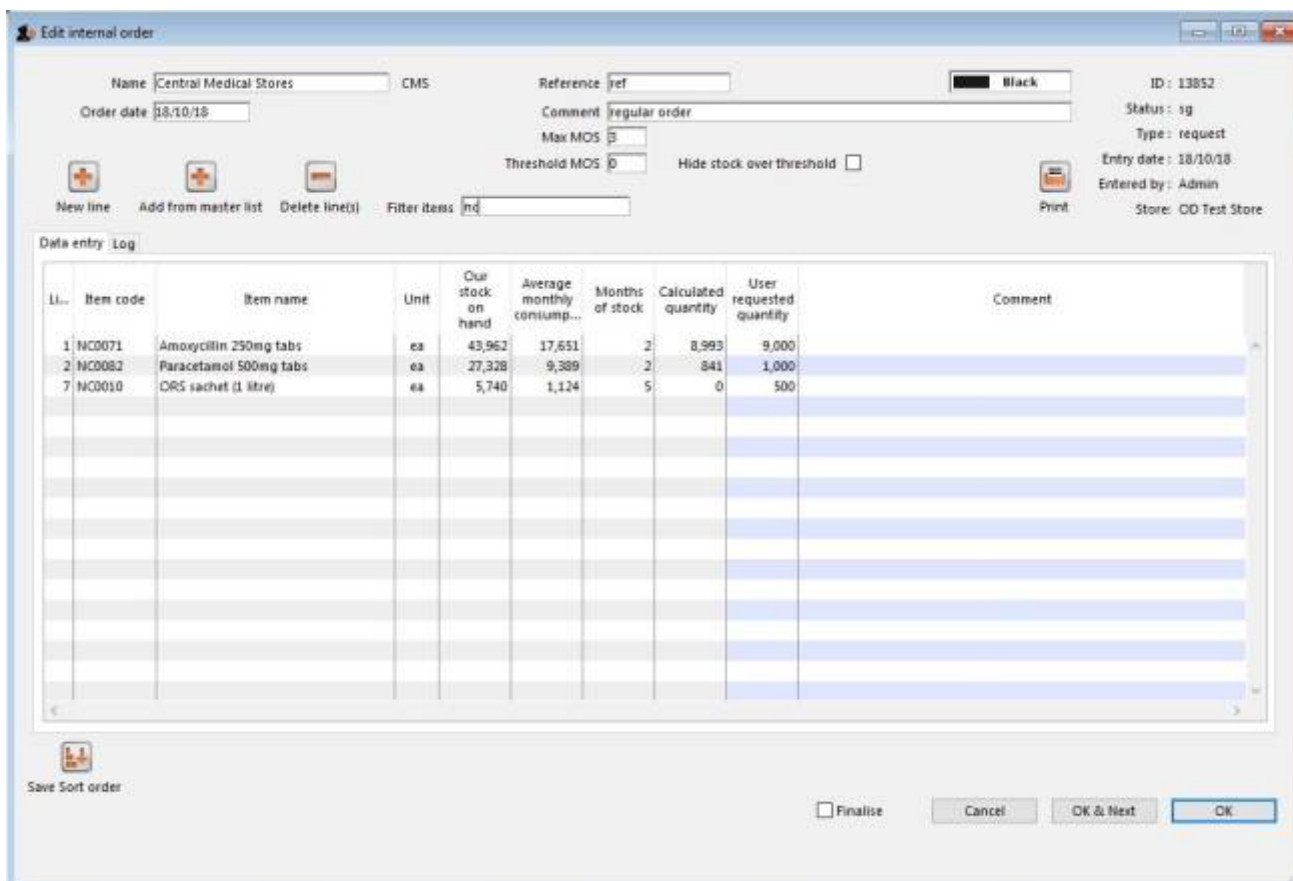 Edit internal order
Name Central Medical Stores CMS Reference ref Black ID : 13852
Order date 18/10/18 Comment regular order Status : sg
Max MOS 3 Type : request
Threshold MOS 0 Hide stock over threshold Entry date : 18/10/18
Entered by : Admin
New line Add from master list Delete line(s) Filter items nc Print Store: OD Test Store
Data entry Log
Li... Item code Item name Unit Our stock on hand Average monthly consump... Months of stock Calculated quantity User requested quantity Comment
1 NC0071 Amoxycillin 250mg tabs ea 43,962 17,651 2 8,993 9,000
2 NC0082 Paracetamol 500mg tabs ea 27,328 9,389 2 841 1,000
7 NC0010 ORS sachet (1 litre) ea 5,740 1,124 5 0 500
Save Sort order
Finalise Cancel OK & Next OK